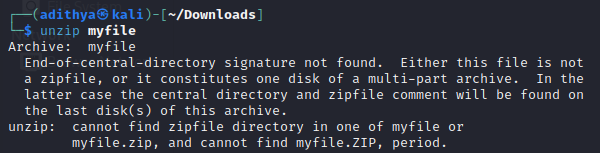 ┌──(adithya㉿kali)-[~/Downloads]
└─$ unzip myfile
Archive:  myfile
  End-of-central-directory signature not found.  Either this file is not
  a zipfile, or it constitutes one disk of a multi-part archive.  In the
  latter case the central directory and zipfile comment will be found on
  the last disk(s) of this archive.
unzip:  cannot find zipfile directory in one of myfile or
        myfile.zip, and cannot find myfile.ZIP, period.